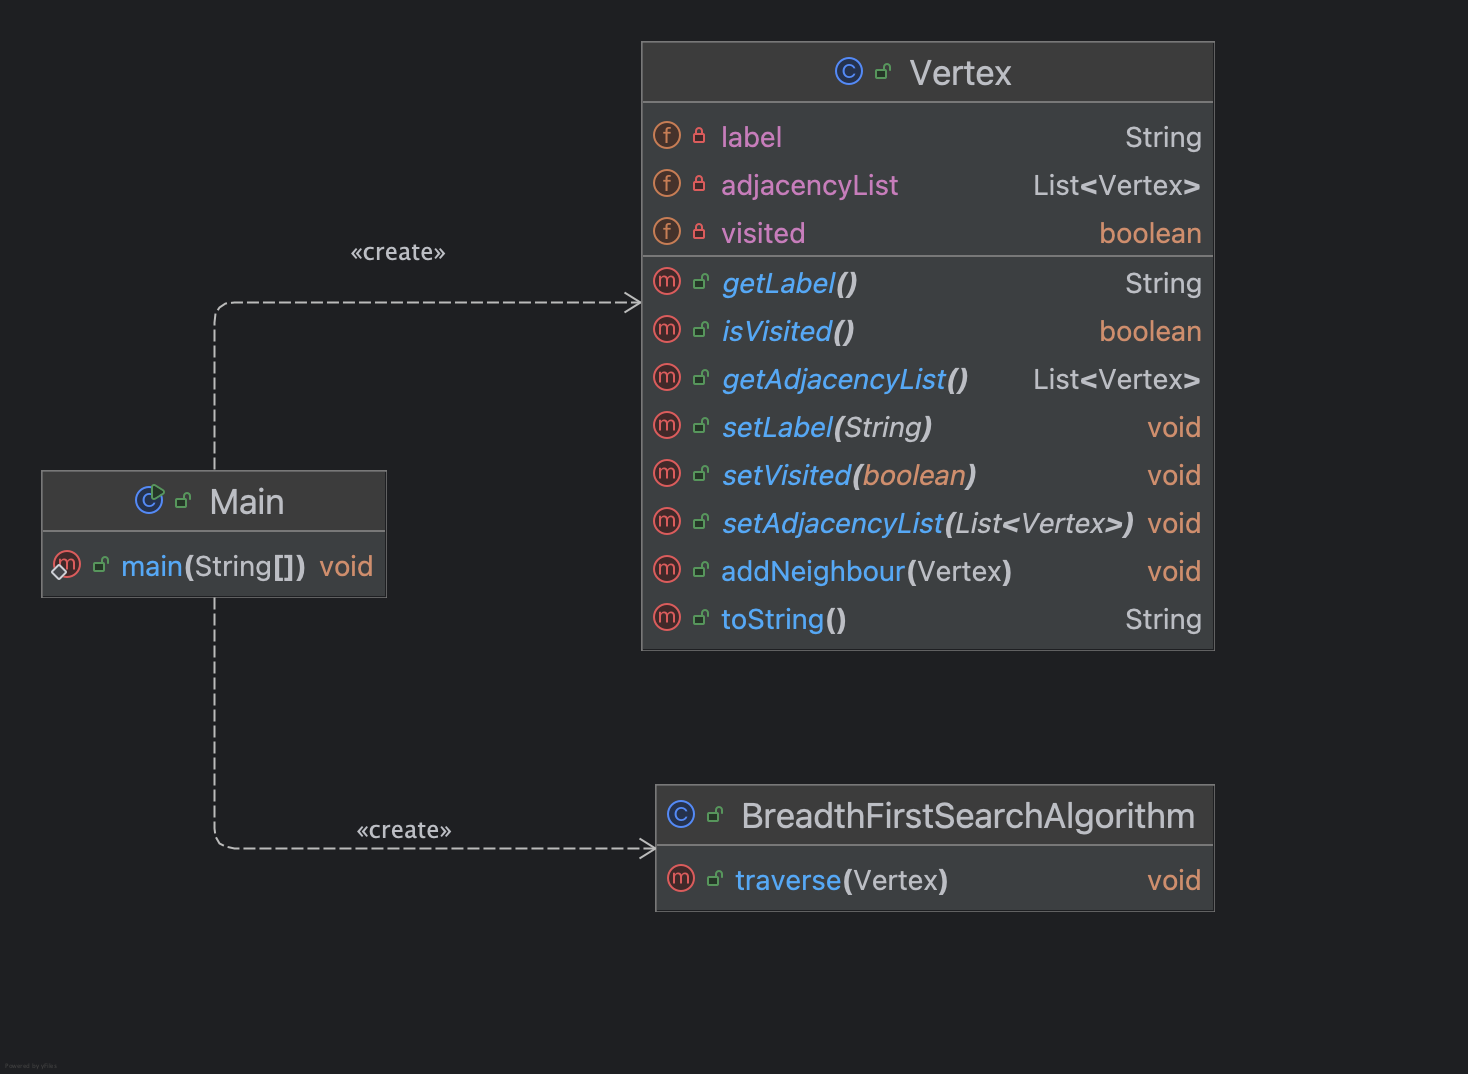 Vertex
label String
adjacencyList List<Vertex>
visited boolean
getLabel() String
isVisited() boolean
getAdjacencyList() List<Vertex>
setLabel(String) void
setVisited(boolean) void
setAdjacencyList(List<Vertex>) void
addNeighbour(Vertex) void
toString() String
«create»
Main
main(String[]) void
«create»
BreadthFirstSearchAlgorithm
traverse(Vertex) void
Powered by yFiles